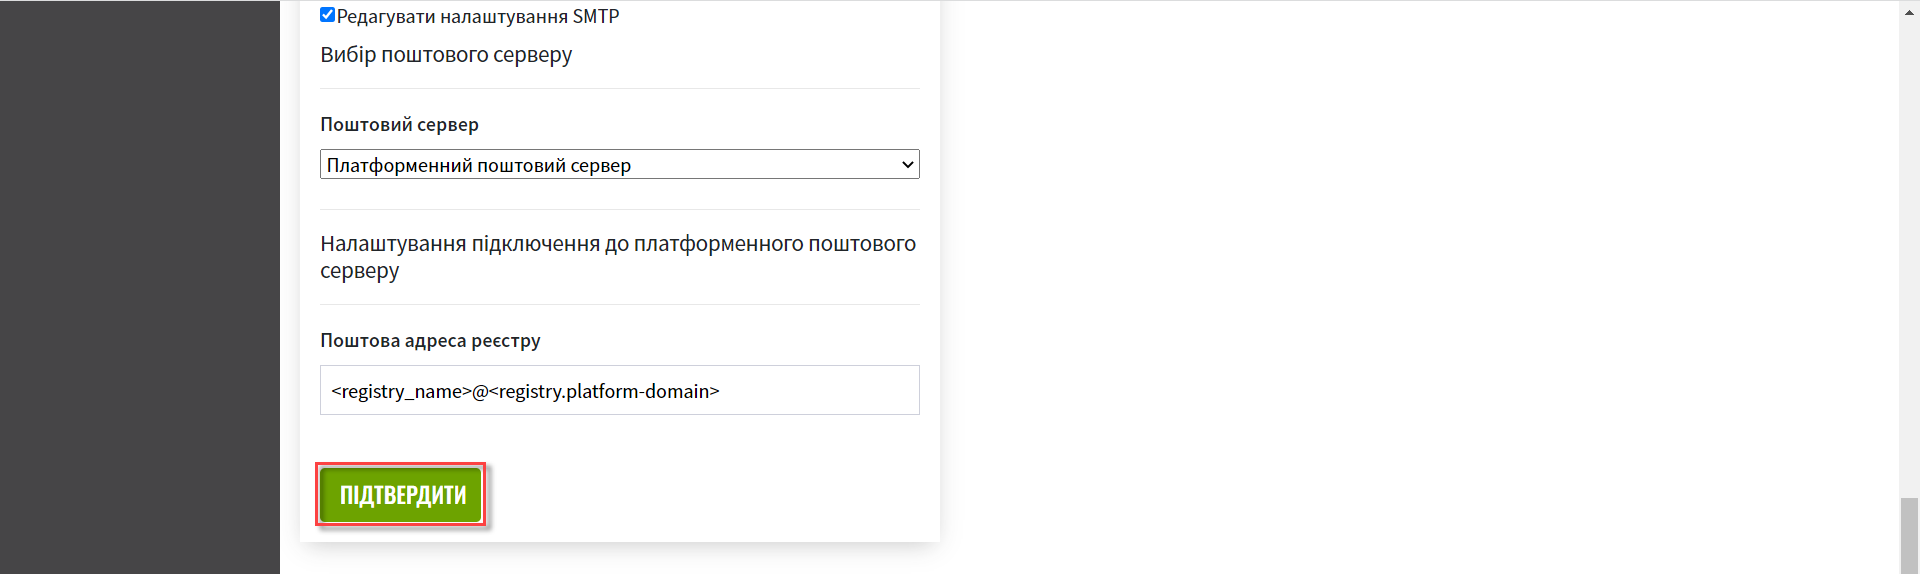 Редагувати налаштування SMTP
Вибір поштового серверу
Поштовий сервер
Платформенний поштовий сервер
Налаштування підключення до платформенного поштового
серверу
Поштова адреса реєстру
<registry_name>@<registry.platform-domain>
ПІДТВЕРДИТИ